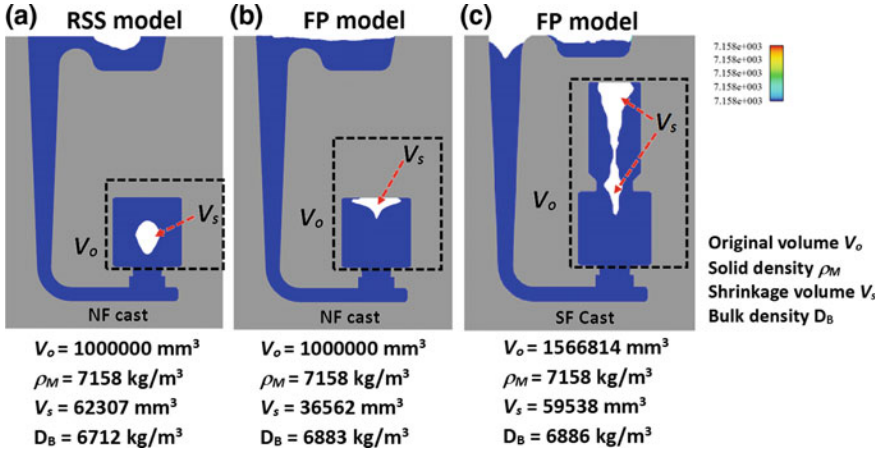 (a) RSS model
(b) FP model
(c) FP model
7.158e+003
7.158e+003
7.158e+003
7.158e+003
Vₛ
Vₒ
NF cast
Vₛ
Vₒ
NF cast
Vₛ
Vₒ
SF Cast
Original volume Vₒ
Solid density ρM
Shrinkage volume Vₛ
Bulk density DB
Vₒ = 1000000 mm³
ρM = 7158 kg/m³
Vₛ = 62307 mm³
DB = 6712 kg/m³
Vₒ = 1000000 mm³
ρM = 7158 kg/m³
Vₛ = 36562 mm³
DB = 6883 kg/m³
Vₒ = 1566814 mm³
ρM = 7158 kg/m³
Vₛ = 59538 mm³
DB = 6886 kg/m³